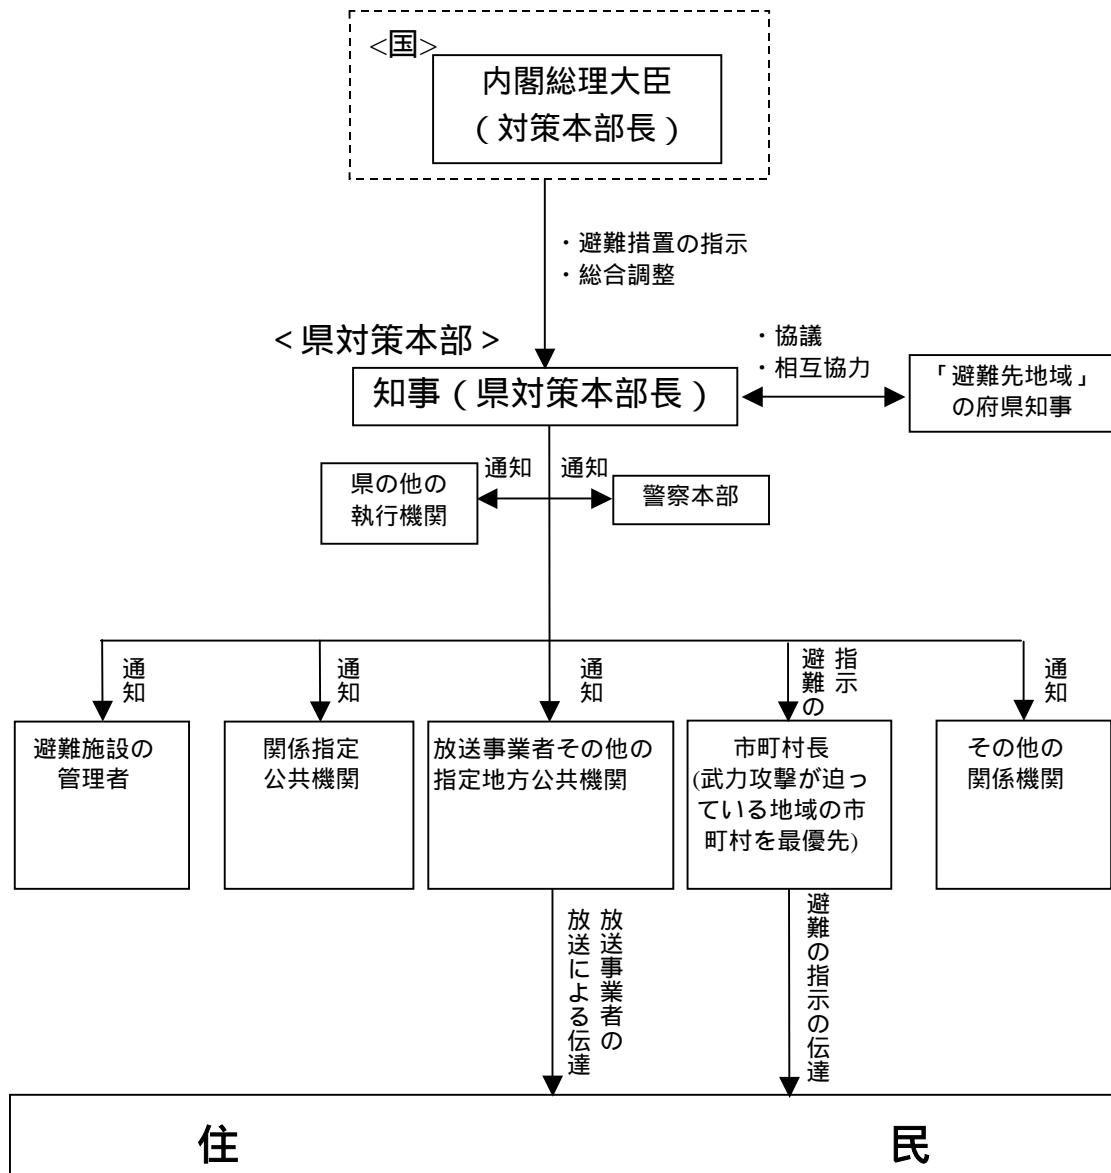 <国>
内閣総理大臣
(対策本部長)
・避難措置の指示
・総合調整
<県対策本部>
知事(県対策本部長)
・協議
・相互協力
「避難先地域」
の府県知事
通知
通知
県の他の
執行機関
警察本部
通知
通知
通知
避難の
指示
通知
避難施設の
管理者
関係指定
公共機関
放送事業者その他の
指定地方公共機関
市町村長
(武力攻撃が迫っ
ている地域の市
町村を最優先)
その他の
関係機関
放送事業者の
放送による伝達
避難の指示の伝達
住 民